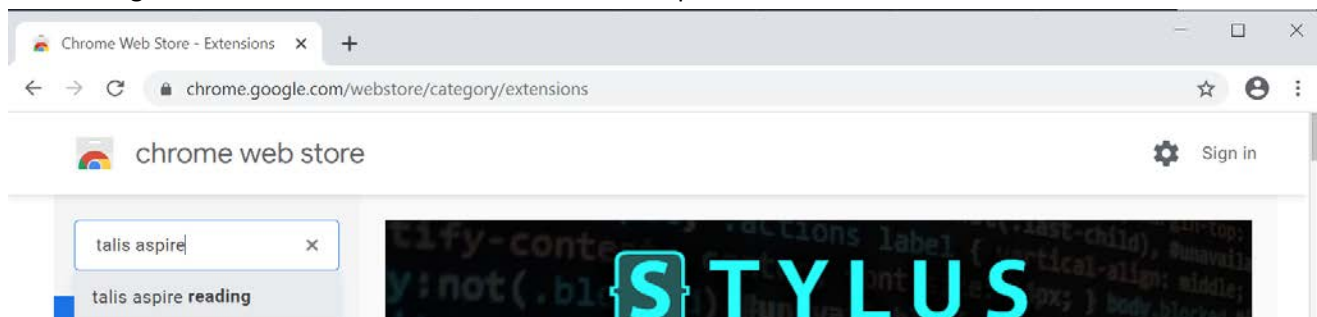 Chrome Web Store - Extensions
chrome.google.com/webstore/category/extensions
chrome web store
Sign in
talis aspire
talis aspire reading
STYLUS